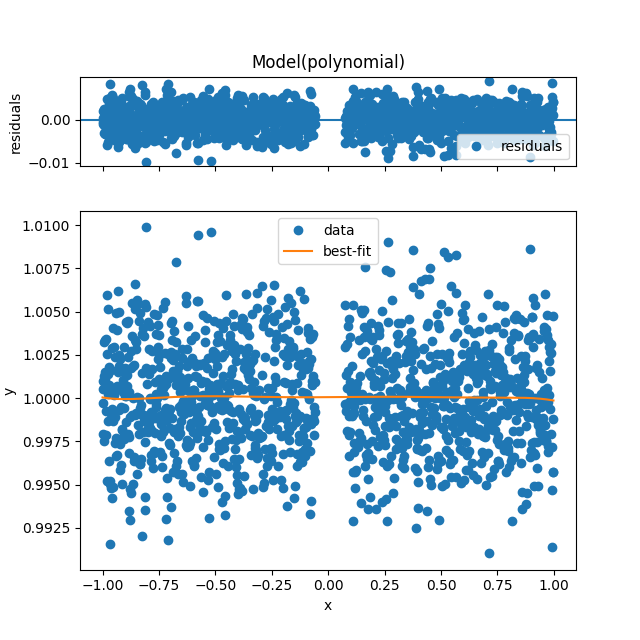 Model(polynomial)
residuals
0.00
−0.01
residuals
data
best-fit
y
1.0100
1.0075
1.0050
1.0025
1.0000
0.9975
0.9950
0.9925
−1.00 −0.75 −0.50 −0.25 0.00 0.25 0.50 0.75 1.00
x